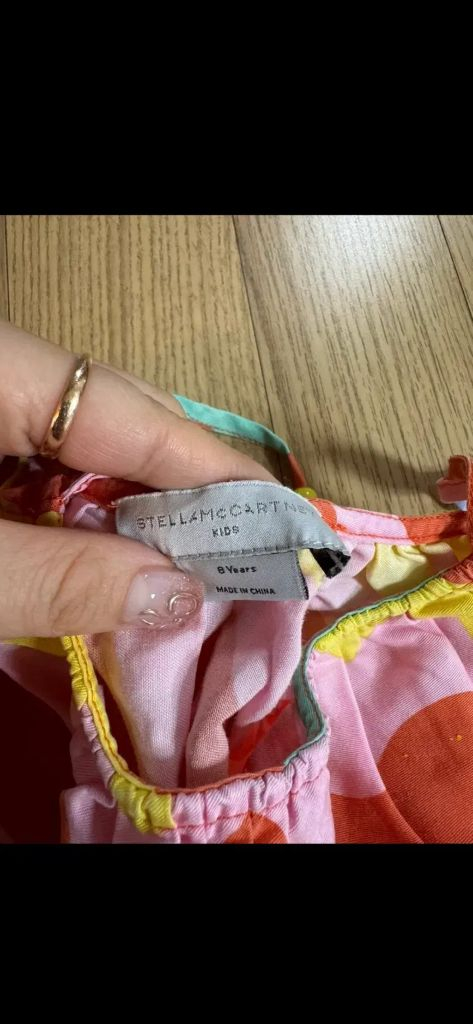 STELLAMCCARTNEY
KIDS
8 Years
MADE IN CHINA